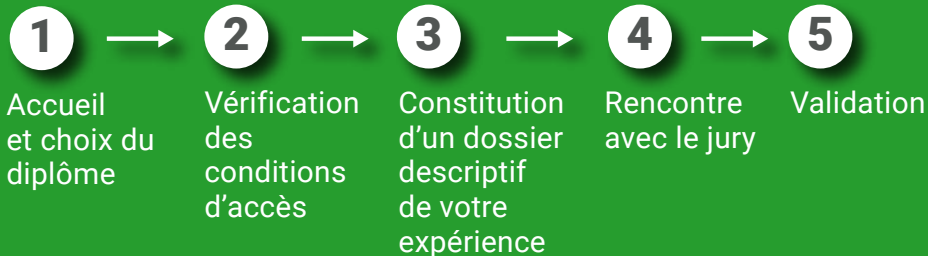 1
Accueil
et choix du
diplôme
2
Vérification
des
conditions
d’accès
3
Constitution
d’un dossier
descriptif
de votre
expérience
4
Rencontre
avec le jury
5
Validation